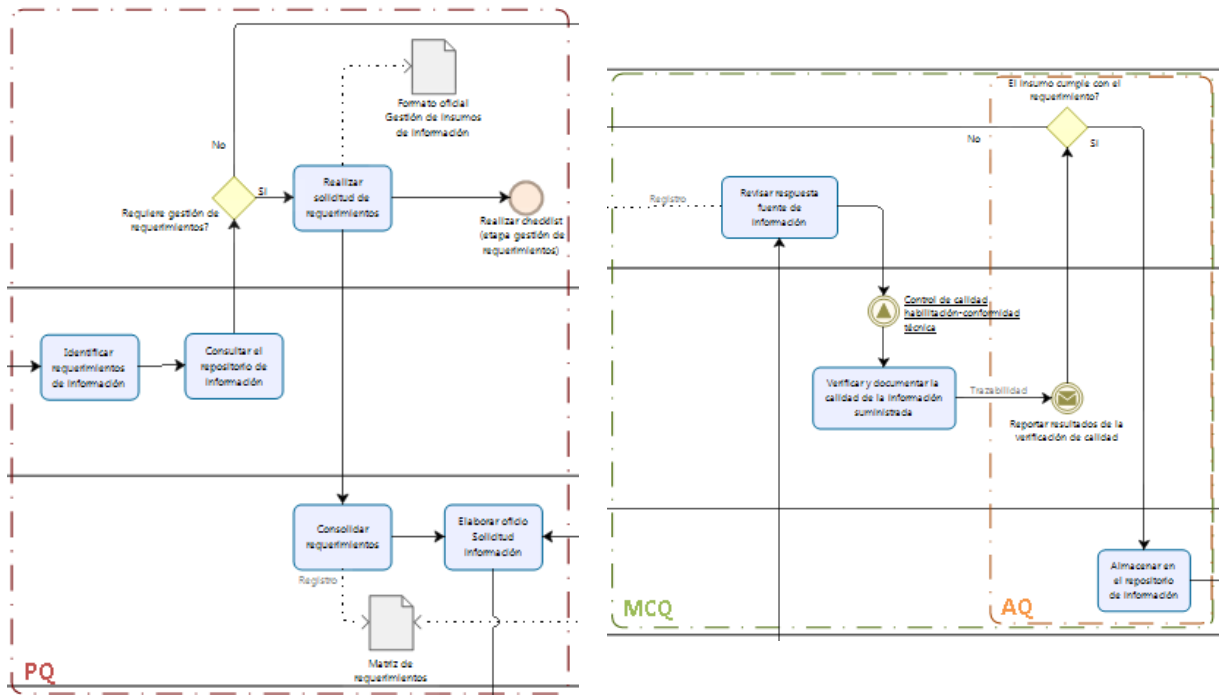 Formato oficial
Gestión de Insumos
de Información
No
Si
Realizar
solicitud de
requerimientos
Requiere gestión de
requerimientos?
Realizar checklist
(etapa gestión de
requerimientos)
Identificar
requerimientos
de información
Consultar el
repositorio de
información
Consolidar
requerimientos
Elaborar oficio
Solicitud
información
Registro
Matriz de
requerimientos
PQ
El insumo cumple con el
requerimiento?
No
Si
Registro
Revisar respuesta
fuente de
información
Control de calidad
habilitación-conformidad
técnica
Verificar y documentar la
calidad de la información
suministrada
Trazabilidad
Reportar resultados de la
verificación de calidad
Almacenar en
el repositorio
de información
MCQ
AQ